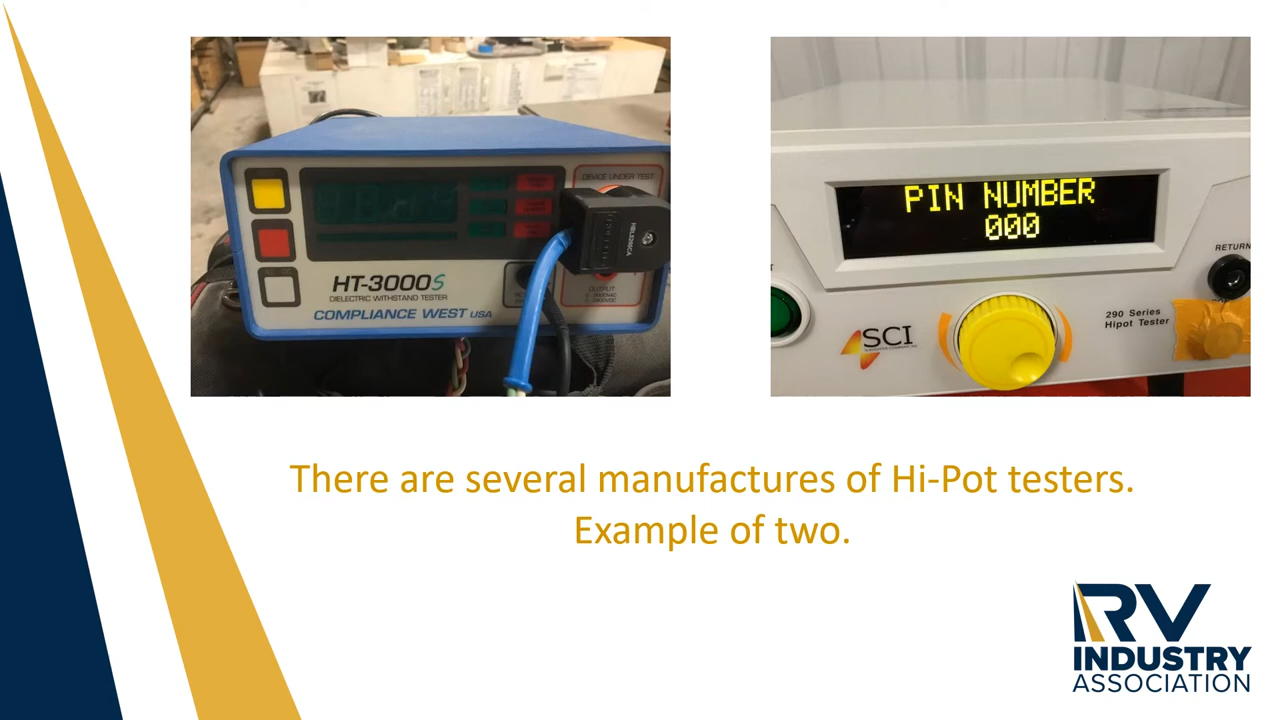 DEVICE UNDER TEST
HT-3000S
DIELECTRIC WITHSTAND TESTER
COMPLIANCE WEST USA
OUTPUT
PIN NUMBER
000
RETURN
SCI
290 Series
Hipot Tester
There are several manufactures of Hi-Pot testers.
Example of two.
RV
INDUSTRY
ASSOCIATION